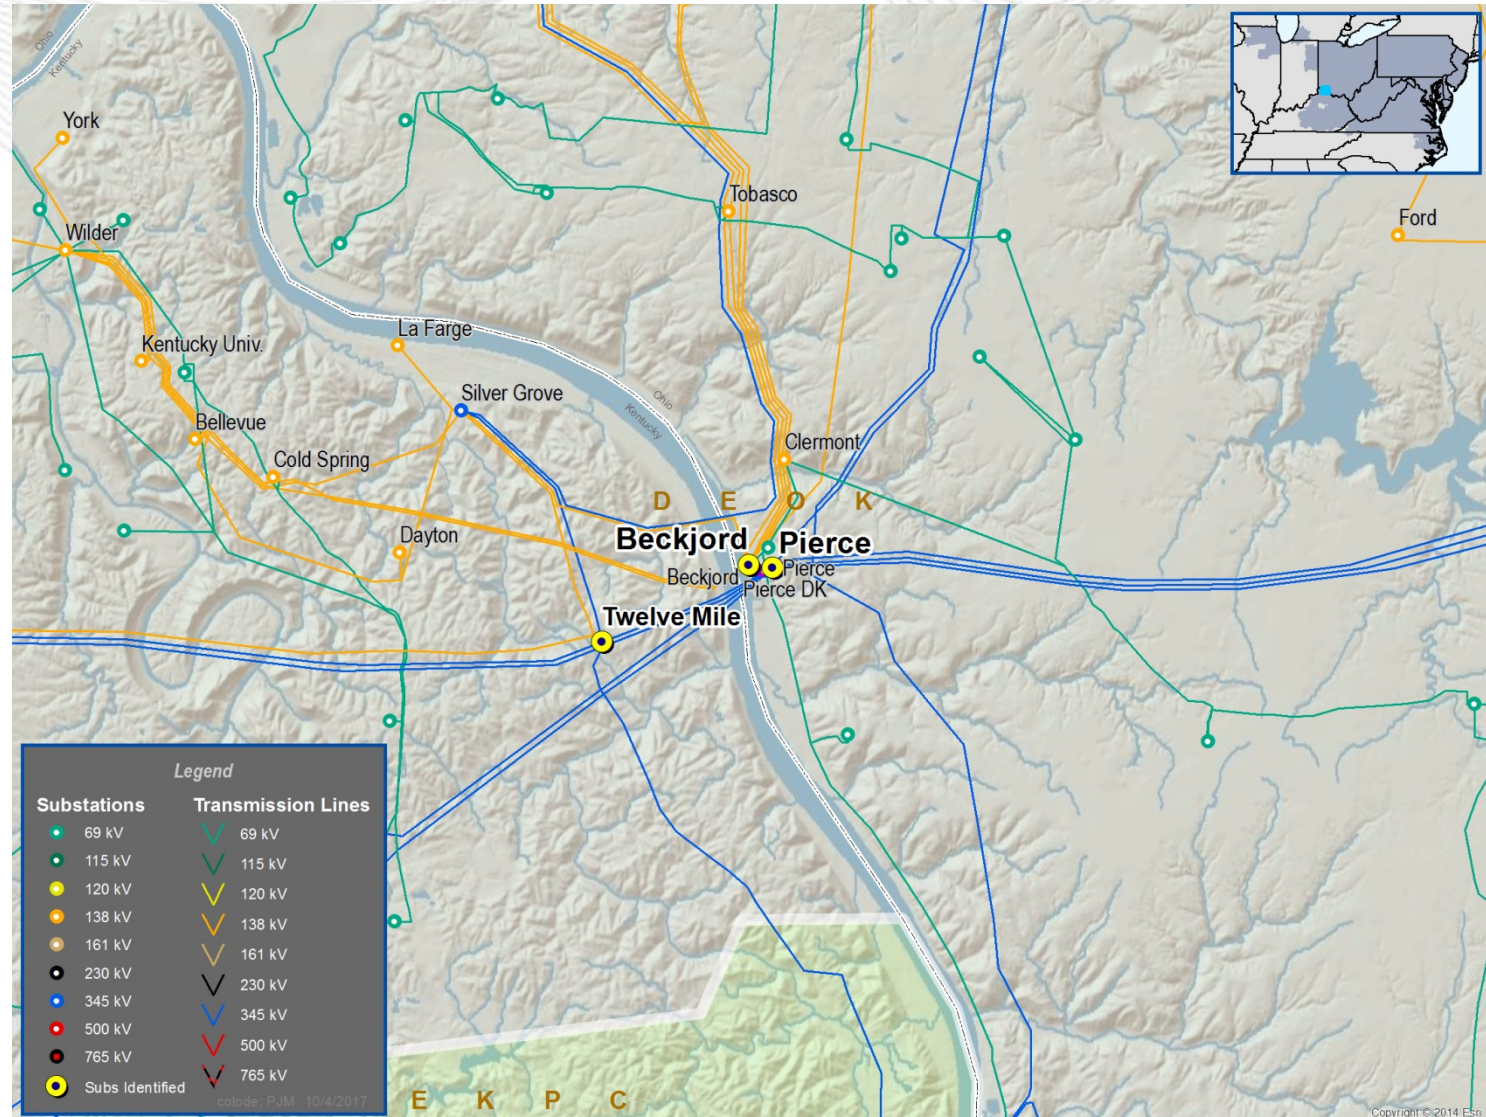 Ohio
Kentucky
York
Tobasco
Ford
Wilder
La Farge
Kentucky Univ.
Silver Grove
Ohio
Kentucky
Bellevue
Clermont
Cold Spring
D E O K
Dayton
Beckjord Pierce
Beckjord Pierce
Pierce DK
Twelve Mile
Legend
Substations Transmission Lines
69 kV 69 kV
115 kV 115 kV
120 kV 120 kV
138 kV 138 kV
161 kV 161 kV
230 kV 230 kV
345 kV 345 kV
500 kV 500 kV
765 kV 765 kV
Subs Identified
colode, PJM 10/4/2017
E K P C
Copyright © 2014 Esri